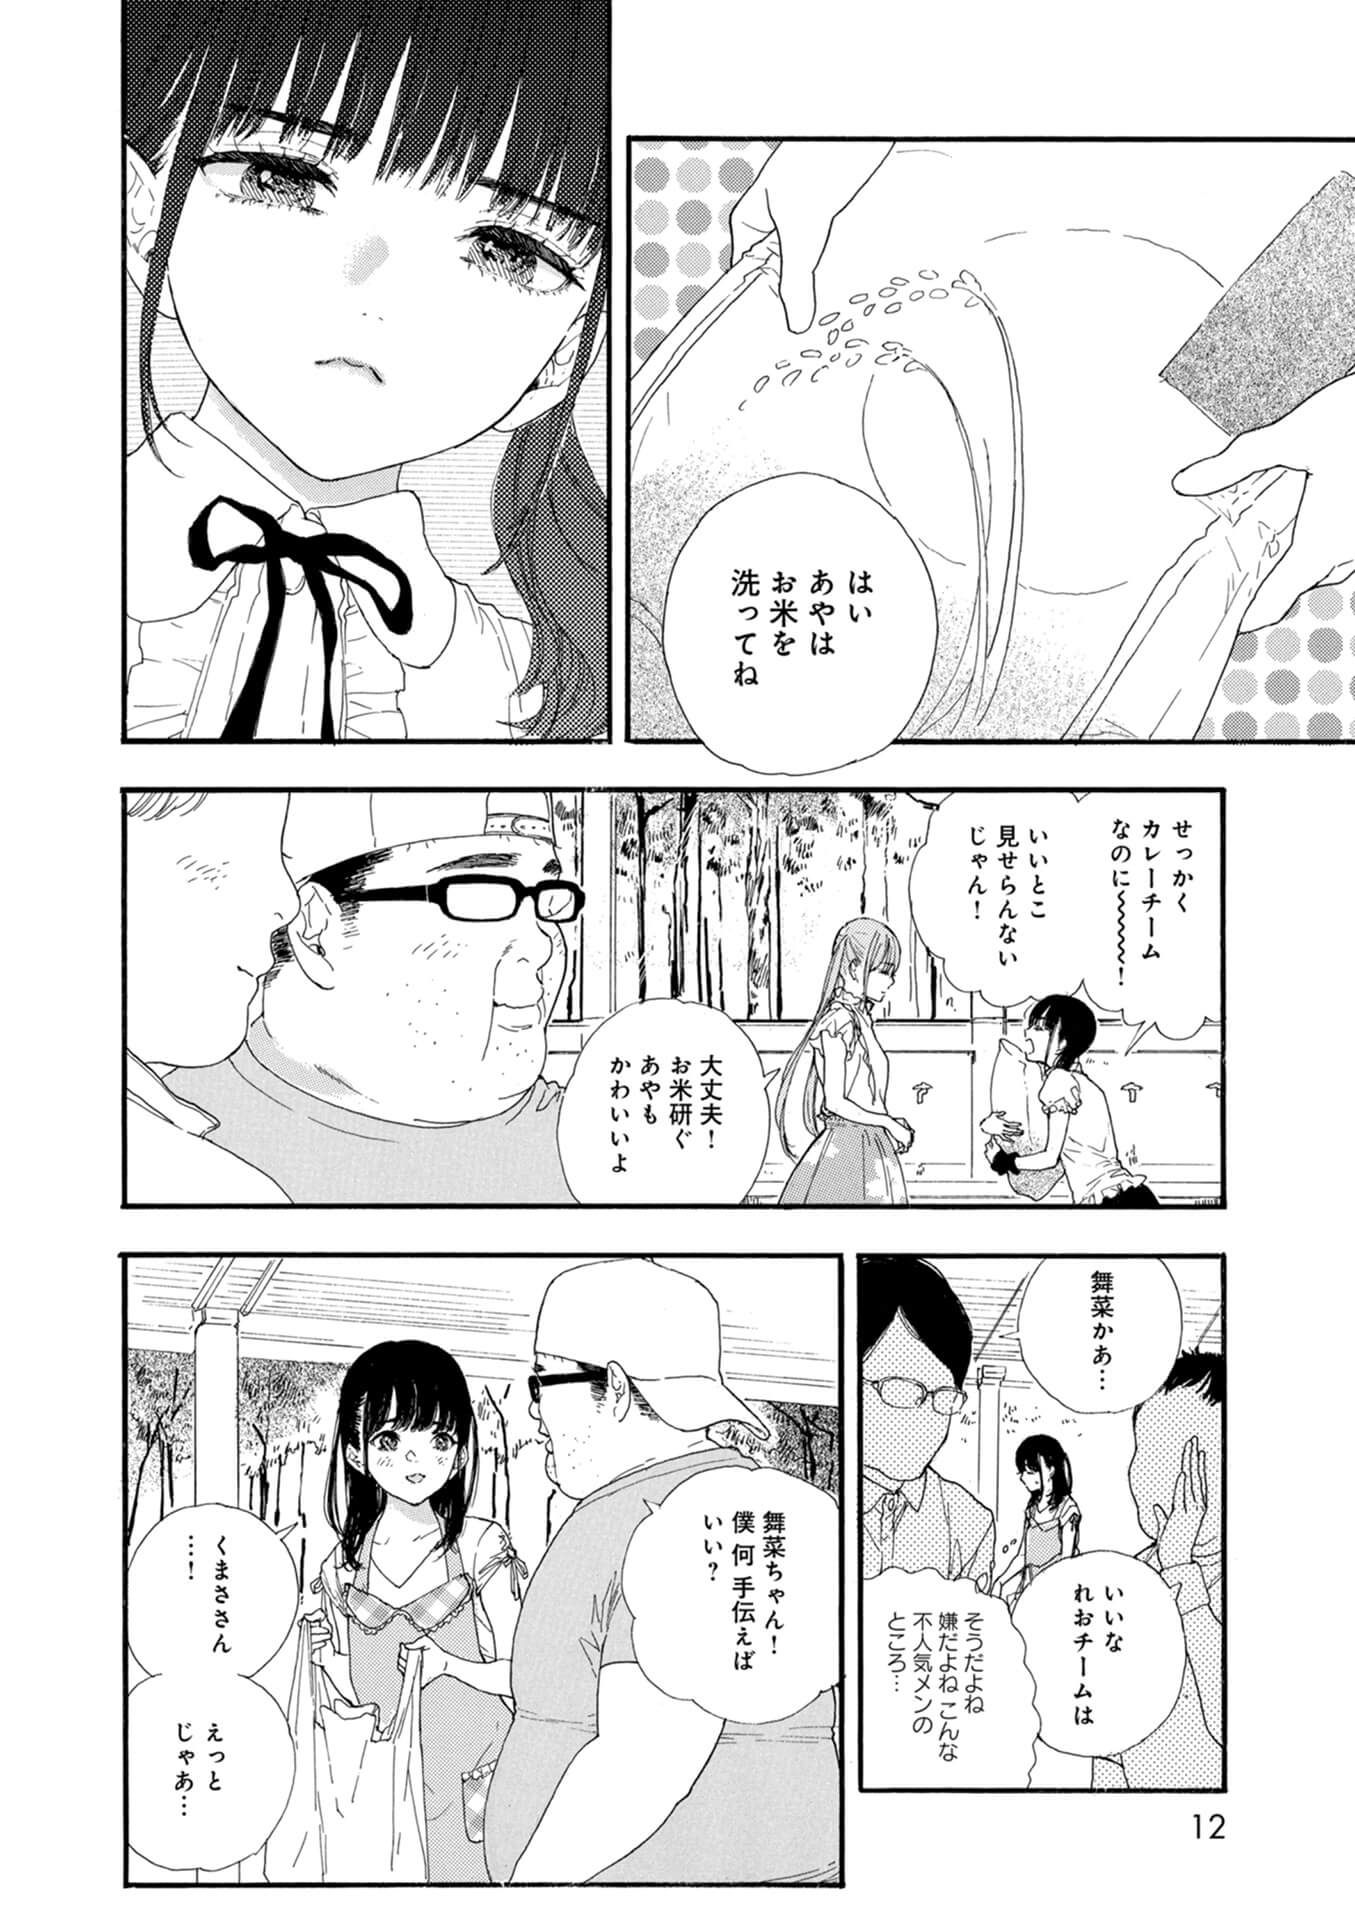 はい
あやは
お米を
洗ってね
せっかく
カレーチーム
なのに〜〜〜〜！
いいとこ
見せらんない
じゃん！
大丈夫！
お米研ぐ
あやも
かわいいよ
舞菜かあ…
いいな
れおチームは
そうだよね
嫌だよね こんな
不人気メンの
ところ…
舞菜ちゃん！
僕 何 手伝えば
いい？
くまささん
…！
えっと
じゃあ…
12